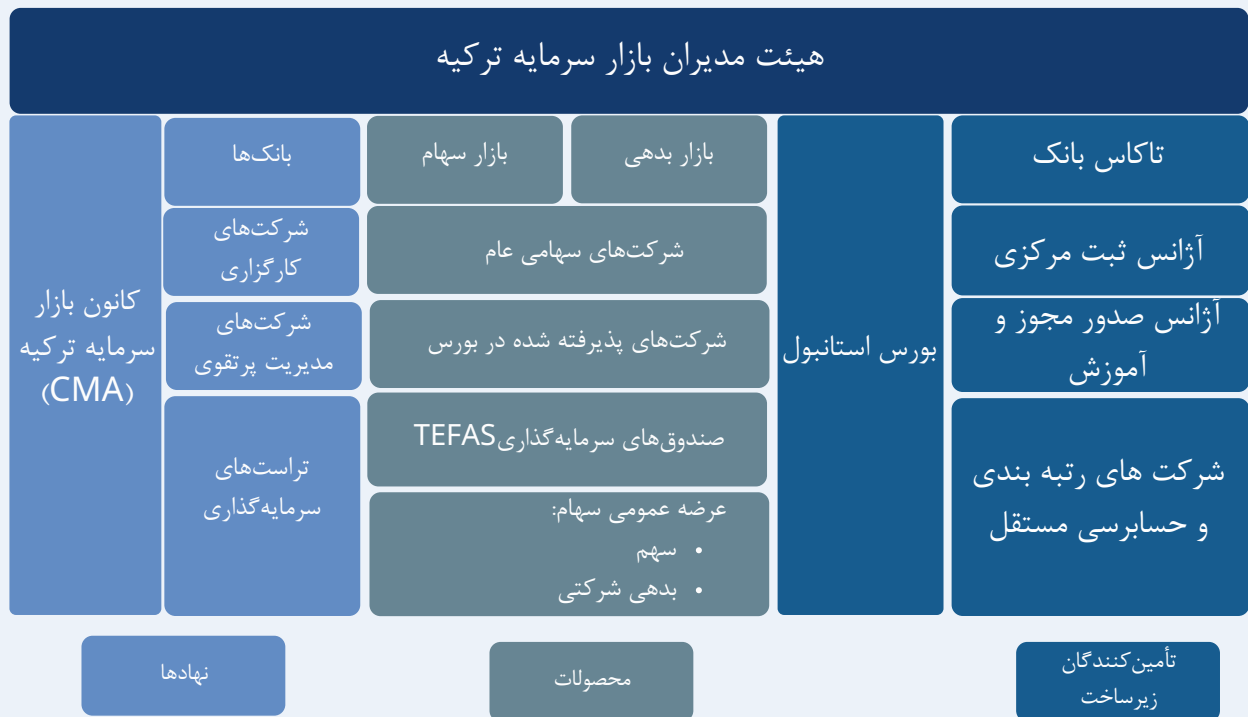 هیئت مدیران بازار سرمایه ترکیه
تاکاس بانک
آژانس ثبت مرکزی
آژانس صدور مجوز و
آموزش
شرکت های رتبه بندی
و حسابرسی مستقل
بورس استانبول
بازار بدهی
بازار سهام
شرکت‌های سهامی عام
شرکت‌های پذیرفته شده در بورس
صندوق‌های سرمایه‌گذاریTEFAS
عرضه عمومی سهام:
• سهم
• بدهی شرکتی
بانک‌ها
شرکت‌های
کارگزاری
شرکت‌های
مدیریت پرتقوی
تراست‌های
سرمایه‌گذاری
کانون بازار
سرمایه ترکیه
(CMA)
تأمین‌کنندگان
زیرساخت
محصولات
نهادها